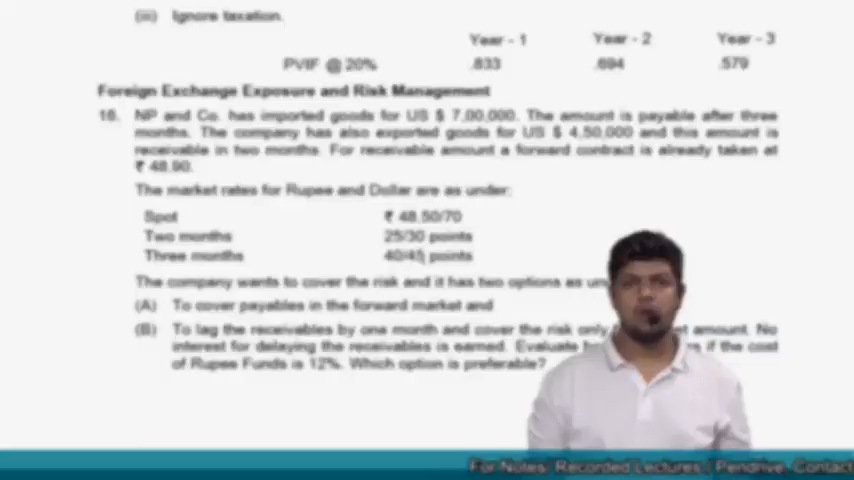 (iii) Ignore taxation.
Year - 1 Year - 2 Year - 3
PVIF @ 20% .833 .694 .579
Foreign Exchange Exposure and Risk Management
16. NP and Co. has imported goods for US $ 7,00,000. The amount is payable after three
months. The company has also exported goods for US $ 4,50,000 and this amount is
receivable in two months. For receivable amount a forward contract is already taken at
₹ 48.90.
The market rates for Rupee and Dollar are as under:
Spot ₹ 48.50/70
Two months 25/30 points
Three months 40/45 points
The company wants to cover the risk and it has two options as
(A) To cover payables in the forward market and
(B) To lag the receivables by one month and cover the risk only amount. No
interest for delaying the receivables is earned. Evaluate if the cost
of Rupee Funds is 12%. Which option is preferable?
For Notes, Recorded Lectures / Pendrive, Contact